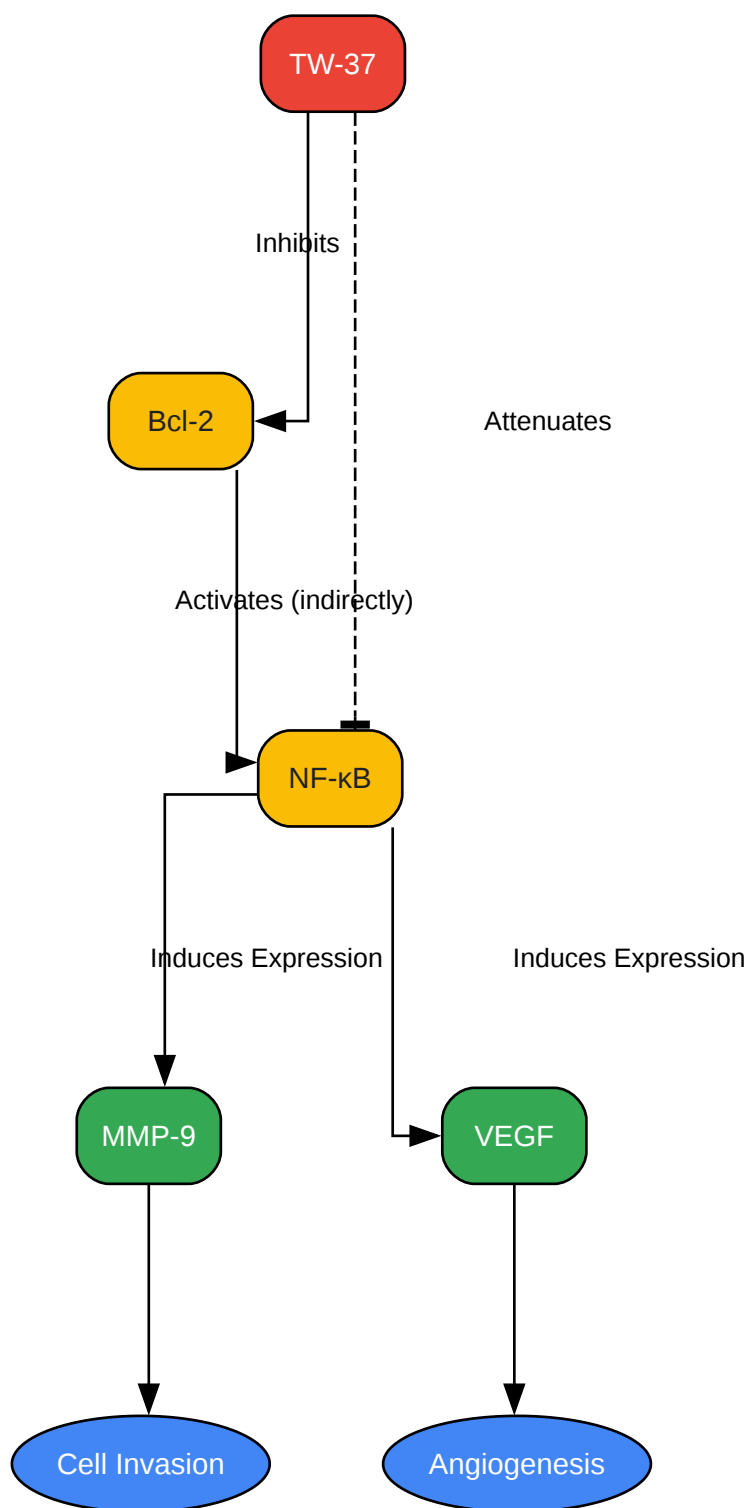 TW-37
Inhibits
Bcl-2
Attenuates
Activates (indirectly)
NF-κB
Induces Expression
Induces Expression
MMP-9
VEGF
Cell Invasion
Angiogenesis